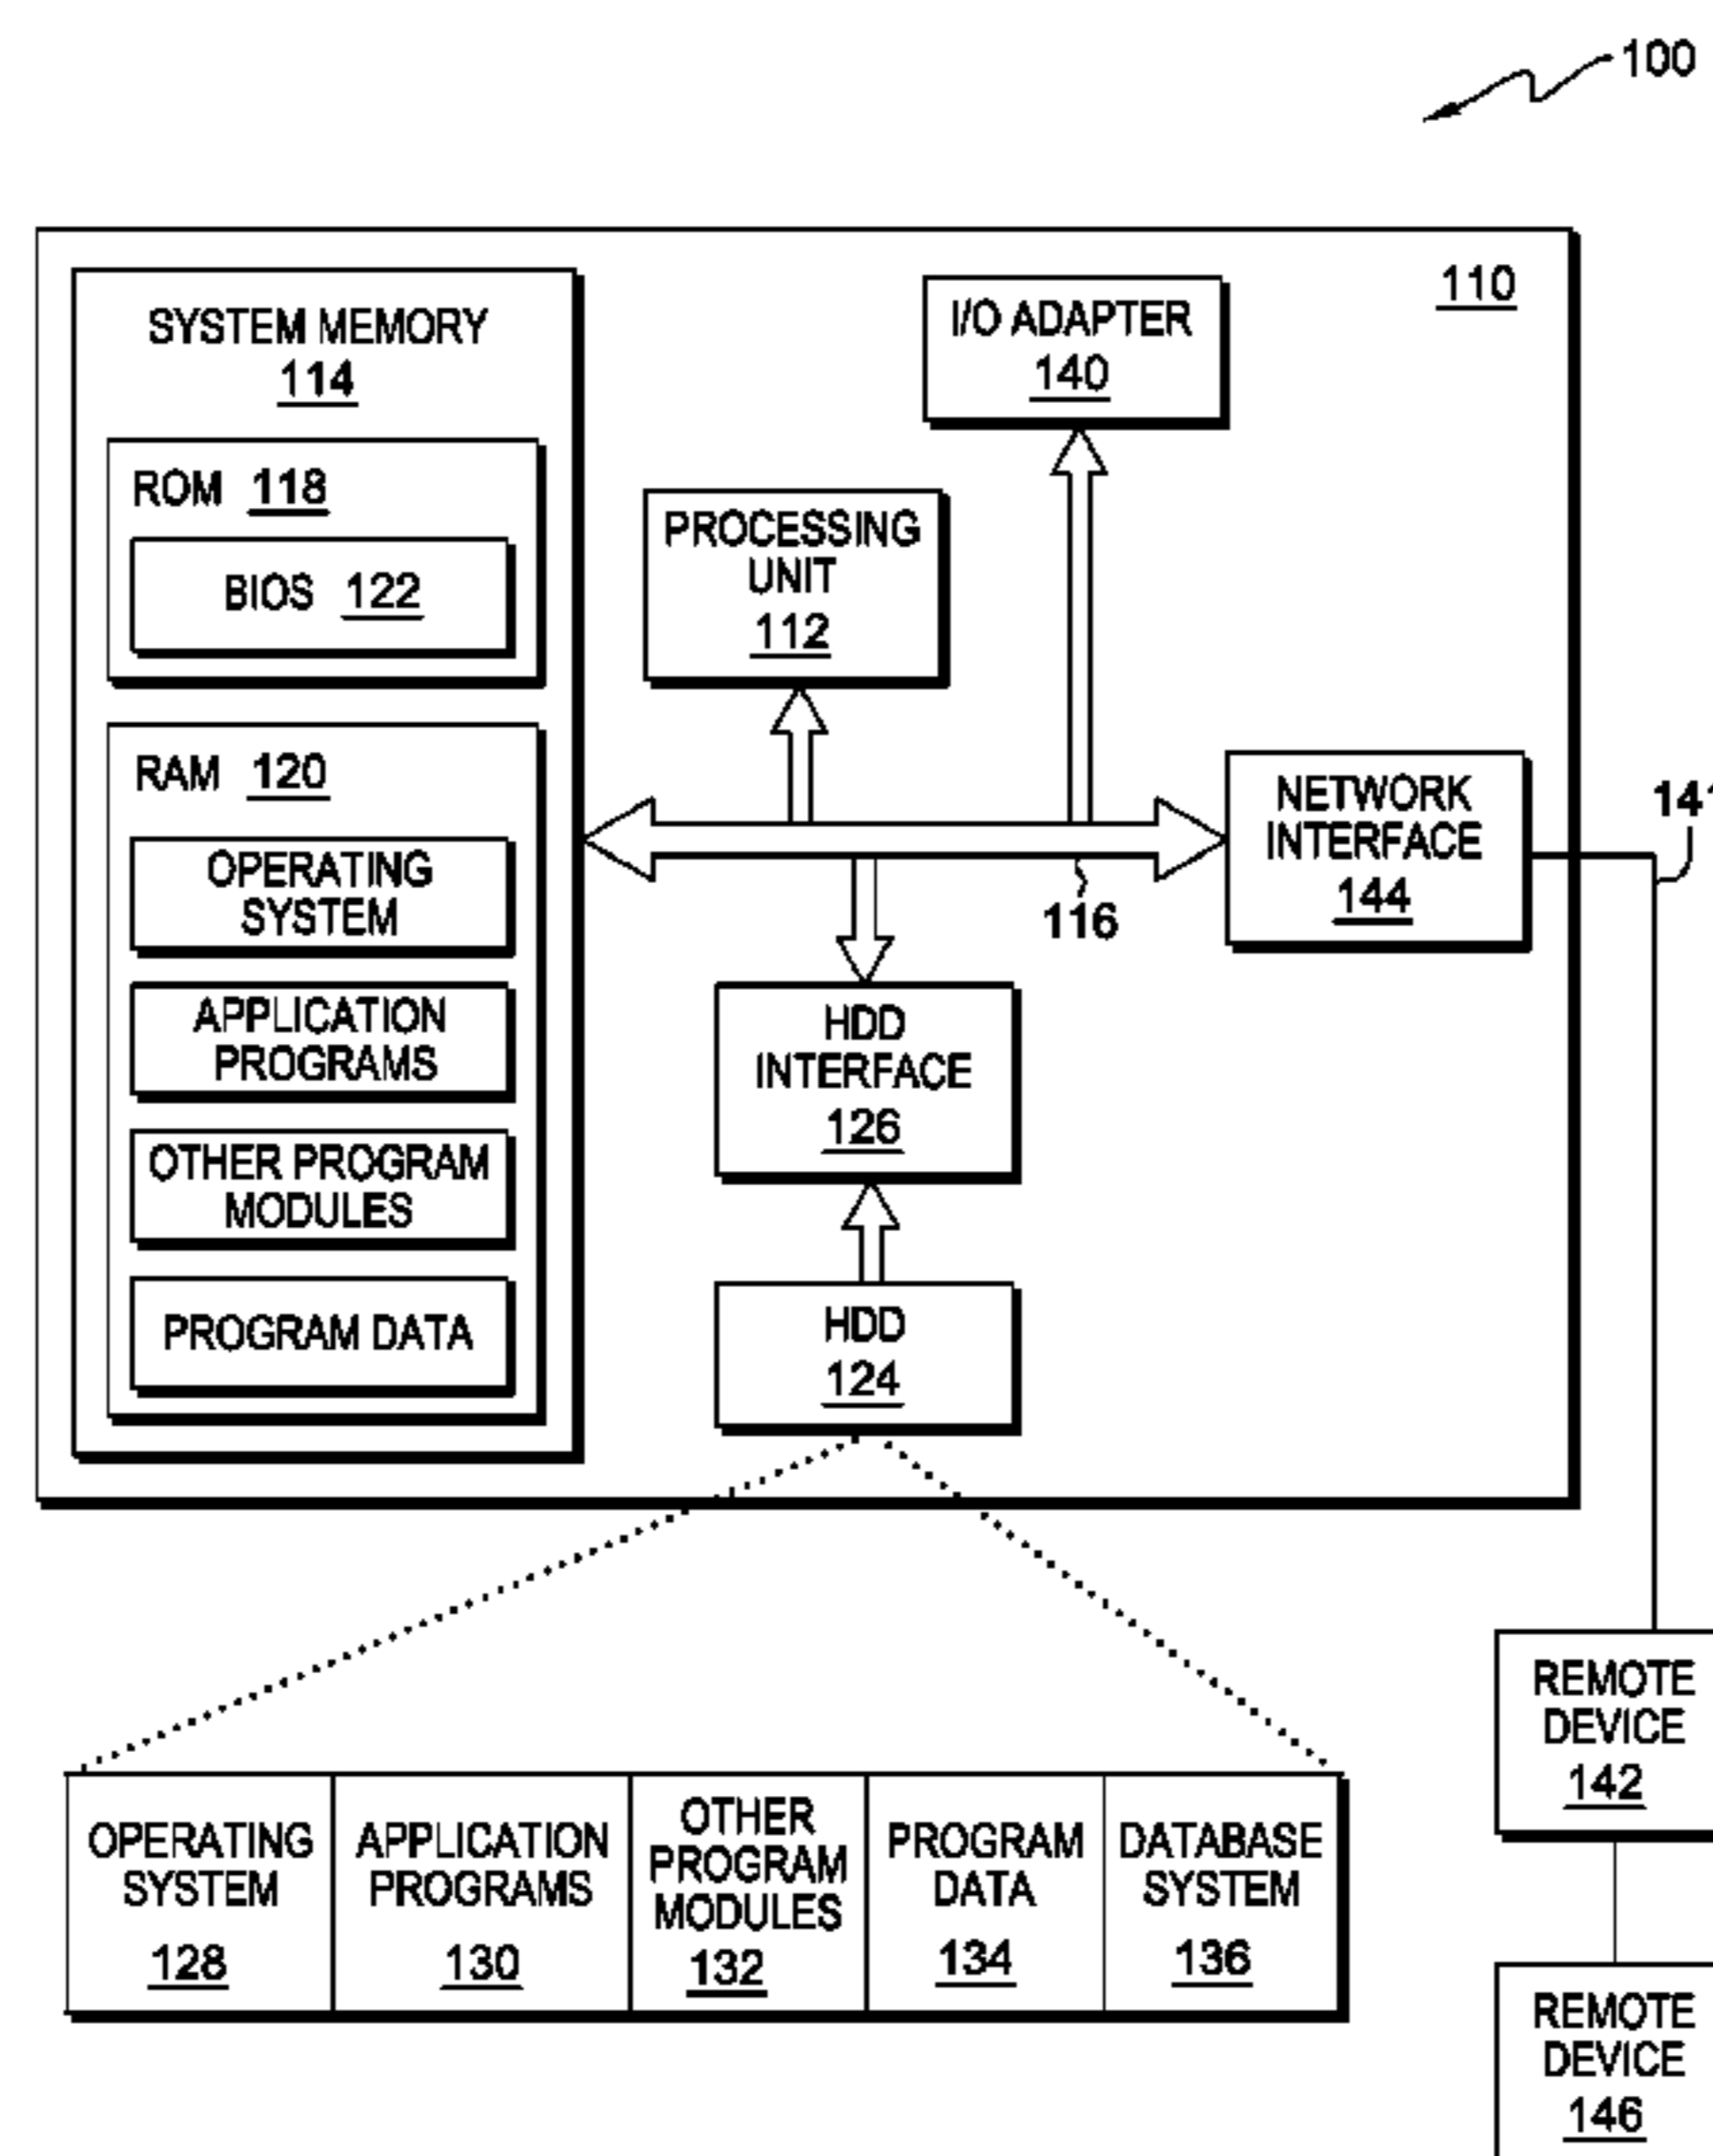 100
110
SYSTEM MEMORY
114
ROM 118
BIOS 122
RAM 120
OPERATING
SYSTEM
APPLICATION
PROGRAMS
OTHER PROGRAM
MODULES
PROGRAM DATA
I/O ADAPTER
140
PROCESSING
UNIT
112
NETWORK
INTERFACE
144
116
HDD
INTERFACE
126
HDD
124
OPERATING
SYSTEM
128
APPLICATION
PROGRAMS
130
OTHER
PROGRAM
MODULES
132
PROGRAM
DATA
134
DATABASE
SYSTEM
136
REMOTE
DEVICE
142
REMOTE
DEVICE
146